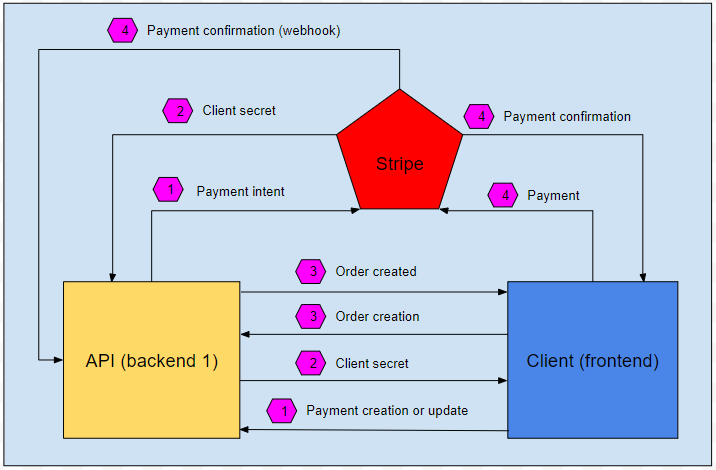 4 Payment confirmation (webhook)
2 Client secret
4 Payment confirmation
Stripe
1 Payment intent
4 Payment
3 Order created
3 Order creation
API (backend 1)
Client (frontend)
2 Client secret
1 Payment creation or update